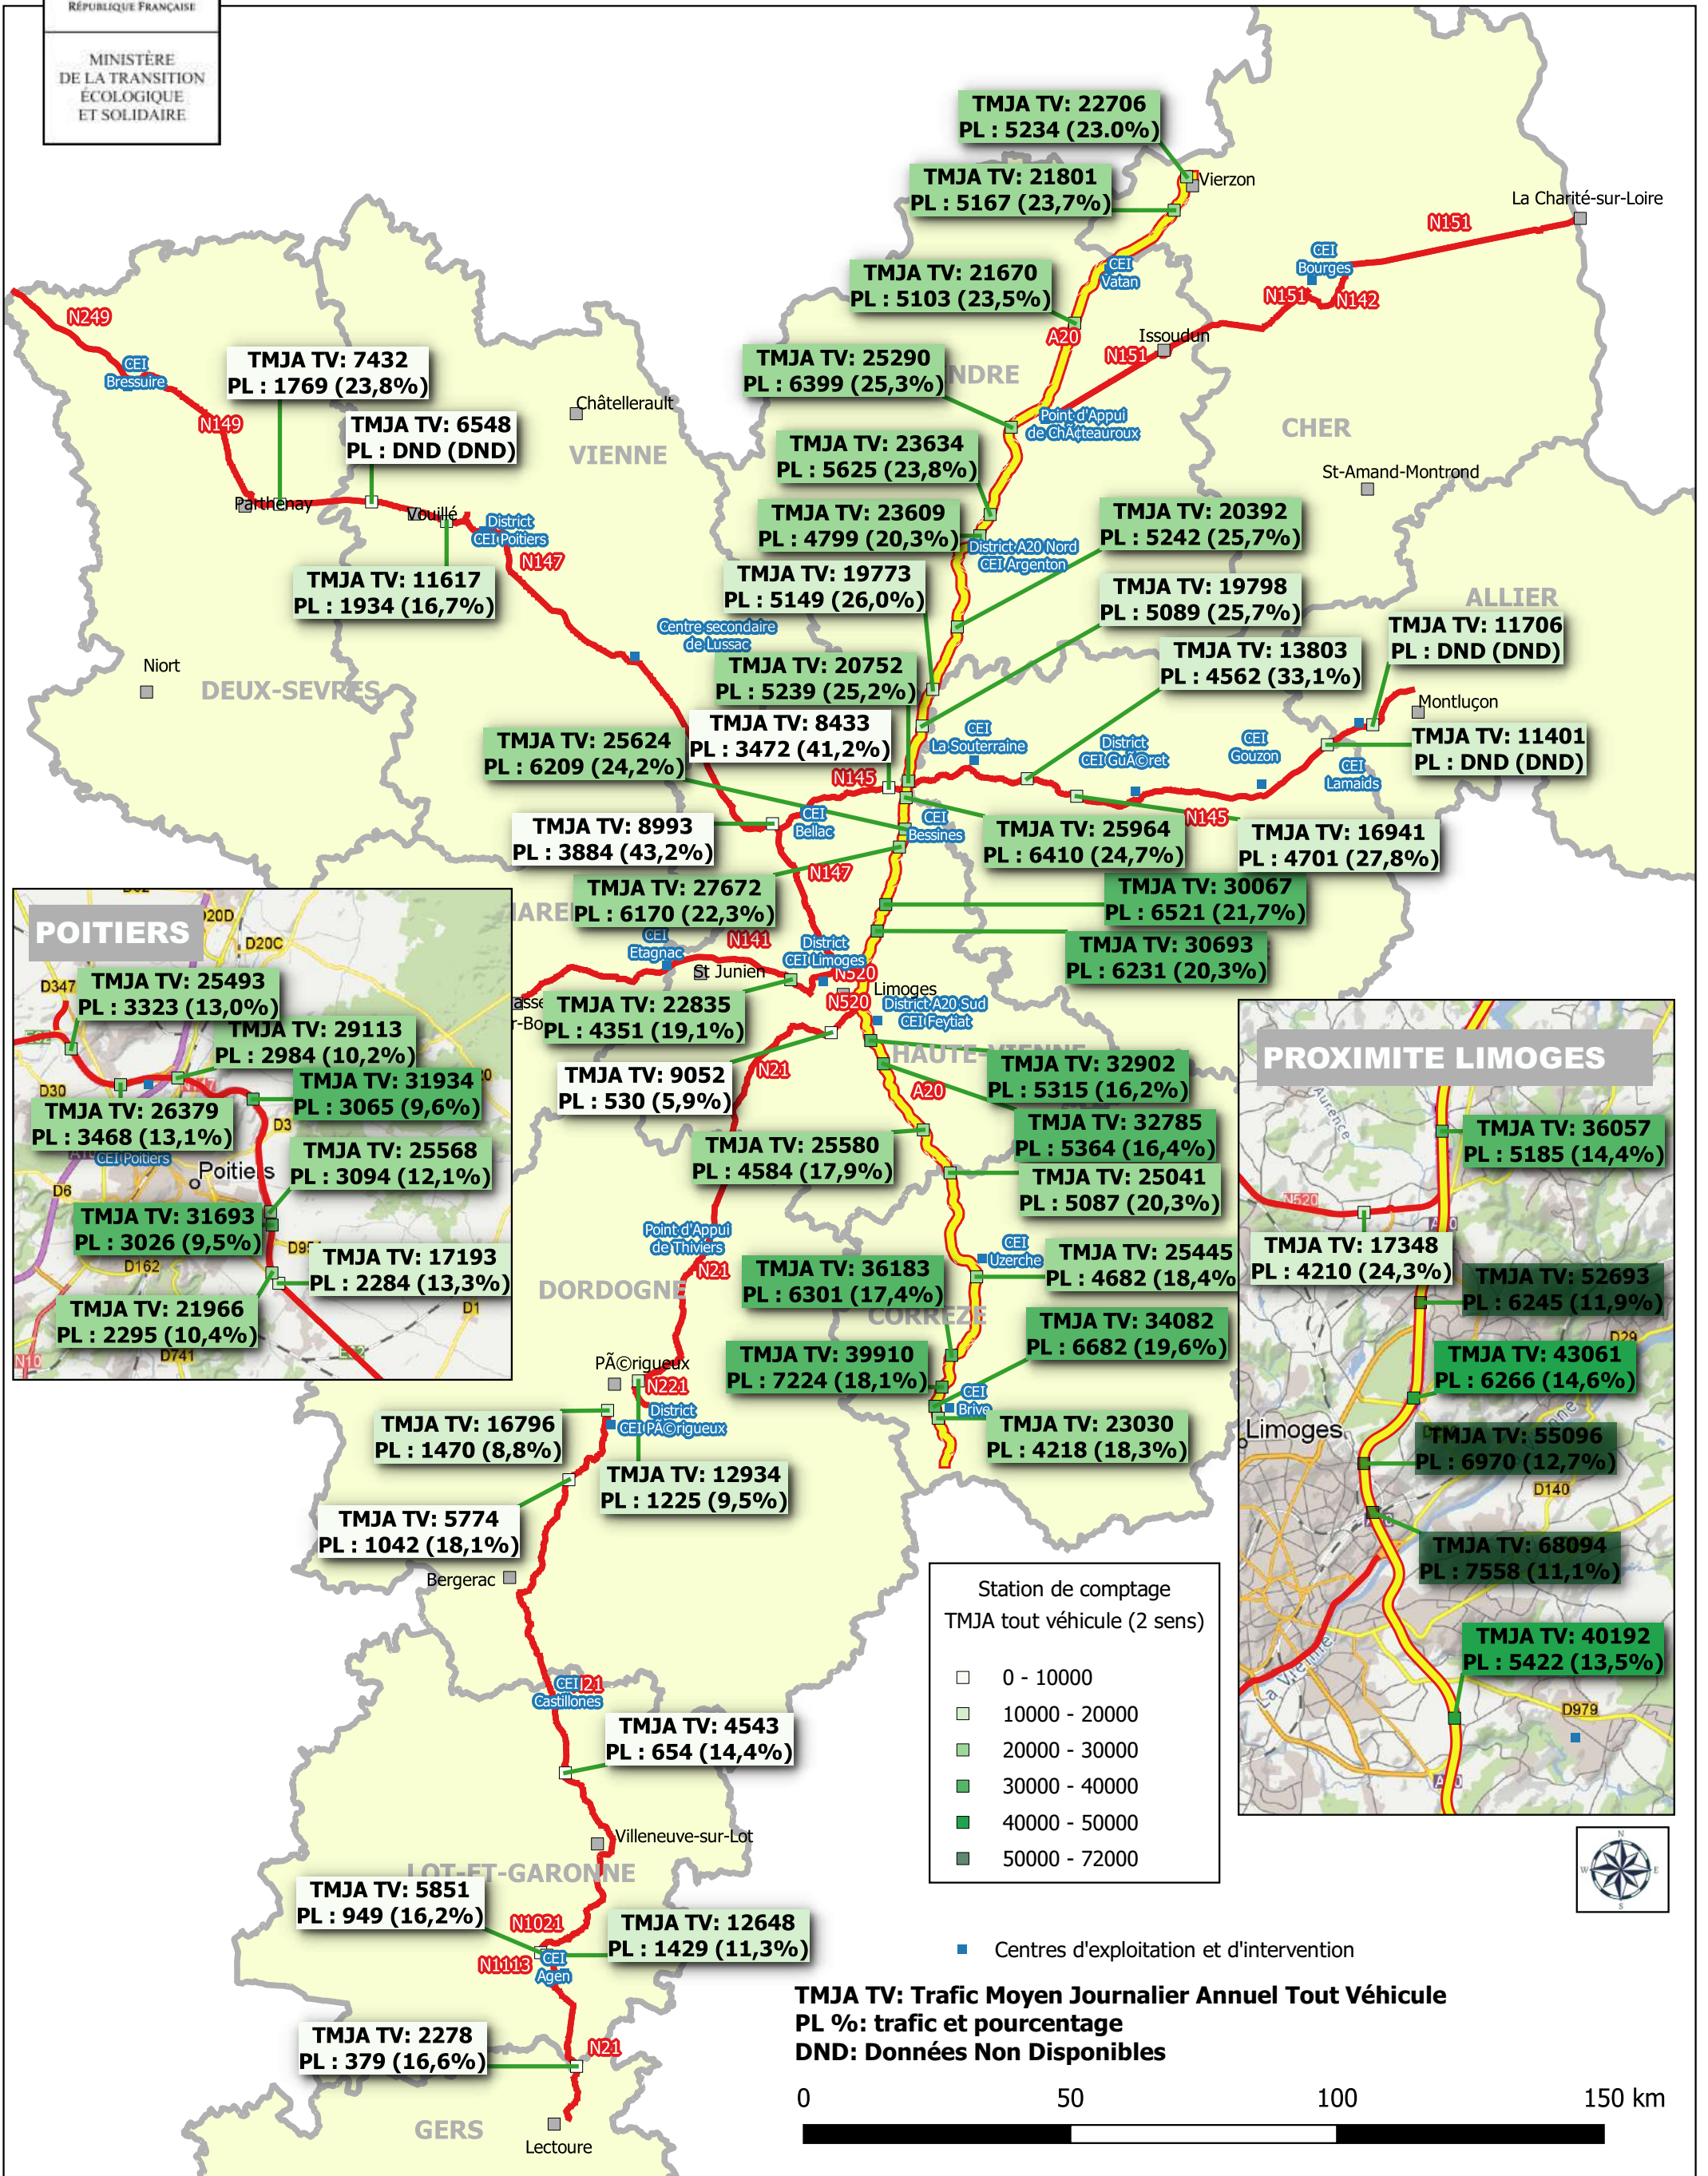 RÉPUBLIQUE FRANÇAISE
MINISTÈRE
DE LA TRANSITION
ÉCOLOGIQUE
ET SOLIDAIRE
TMJA TV: 22706
PL : 5234 (23.0%)
Vierzon
TMJA TV: 21801
PL : 5167 (23,7%)
La Charité-sur-Loire
N151
CEI
Bourges
N151
N142
CEI
Vatan
TMJA TV: 21670
PL : 5103 (23,5%)
A20
Issoudun
N151
N249
CEI
Bressuire
TMJA TV: 7432
PL : 1769 (23,8%)
N149
TMJA TV: 6548
PL : DND (DND)
Châtellerault
VIENNE
TMJA TV: 25290
PL : 6399 (25,3%)
NDRE
Point d'Appui
de ChÃ¢teauroux
CHER
St-Amand-Montrond
TMJA TV: 23634
PL : 5625 (23,8%)
Parthenay
Vouillé
District
CEI Poitiers
N147
TMJA TV: 23609
PL : 4799 (20,3%)
District A20 Nord
CEI Argenton
TMJA TV: 20392
PL : 5242 (25,7%)
TMJA TV: 11617
PL : 1934 (16,7%)
TMJA TV: 19773
PL : 5149 (26,0%)
TMJA TV: 19798
PL : 5089 (25,7%)
ALLIER
Centre secondaire
de Lussac
TMJA TV: 11706
PL : DND (DND)
Niort
DEUX-SEVRES
TMJA TV: 20752
PL : 5239 (25,2%)
TMJA TV: 13803
PL : 4562 (33,1%)
Montluçon
TMJA TV: 8433
PL : 3472 (41,2%)
TMJA TV: 25624
PL : 6209 (24,2%)
CEI
La Souterraine
District
CEI GuÃ©ret
CEI
Gouzon
TMJA TV: 11401
PL : DND (DND)
CEI
Lamaids
N145
N145
TMJA TV: 8993
PL : 3884 (43,2%)
CEI
Bellac
CEI
Bessines
TMJA TV: 25964
PL : 6410 (24,7%)
TMJA TV: 16941
PL : 4701 (27,8%)
TMJA TV: 27672
PL : 6170 (22,3%)
N147
TMJA TV: 30067
PL : 6521 (21,7%)
TMJA TV: 30693
PL : 6231 (20,3%)
CEI
Etagnac
N141
District
CEI Limoges
St Junien
N520
N520
Limoges
District A20 Sud
CEI Feytiat
TMJA TV: 22835
PL : 4351 (19,1%)
HAUTE-VIENNE
TMJA TV: 9052
PL : 530 (5,9%)
N21
A20
TMJA TV: 32902
PL : 5315 (16,2%)
TMJA TV: 32785
PL : 5364 (16,4%)
TMJA TV: 25580
PL : 4584 (17,9%)
TMJA TV: 25041
PL : 5087 (20,3%)
POITIERS
D20D
D20C
D347
TMJA TV: 25493
PL : 3323 (13,0%)
TMJA TV: 29113
PL : 2984 (10,2%)
D30
TMJA TV: 31934
PL : 3065 (9,6%)
TMJA TV: 26379
PL : 3468 (13,1%)
D3
CEI Poitiers
Poitiers
TMJA TV: 25568
PL : 3094 (12,1%)
D6
TMJA TV: 31693
PL : 3026 (9,5%)
D162
TMJA TV: 17193
PL : 2284 (13,3%)
TMJA TV: 21966
PL : 2295 (10,4%)
D1
D741
N10
PROXIMITE LIMOGES
Aurence
TMJA TV: 36057
PL : 5185 (14,4%)
N520
TMJA TV: 17348
PL : 4210 (24,3%)
TMJA TV: 52693
PL : 6245 (11,9%)
D29
TMJA TV: 43061
PL : 6266 (14,6%)
Limoges
TMJA TV: 55096
PL : 6970 (12,7%)
D140
TMJA TV: 68094
PL : 7558 (11,1%)
TMJA TV: 40192
PL : 5422 (13,5%)
La Vienne
D979
Point d'Appui
de Thiviers
N21
DORDOGNE
CEI
Uzerche
TMJA TV: 25445
PL : 4682 (18,4%
TMJA TV: 36183
PL : 6301 (17,4%)
CORREZE
TMJA TV: 34082
PL : 6682 (19,6%)
TMJA TV: 39910
PL : 7224 (18,1%)
CEI
Brive
TMJA TV: 23030
PL : 4218 (18,3%)
PÃ©rigueux
N221
District
CEI PÃ©rigueux
TMJA TV: 16796
PL : 1470 (8,8%)
TMJA TV: 12934
PL : 1225 (9,5%)
TMJA TV: 5774
PL : 1042 (18,1%)
Bergerac
CEI
Castillones
TMJA TV: 4543
PL : 654 (14,4%)
Villeneuve-sur-Lot
LOT-ET-GARONNE
TMJA TV: 5851
PL : 949 (16,2%)
N1021
N1113
CEI
Agen
TMJA TV: 12648
PL : 1429 (11,3%)
TMJA TV: 2278
PL : 379 (16,6%)
N21
GERS
Lectoure
Station de comptage
TMJA tout véhicule (2 sens)
0 - 10000
10000 - 20000
20000 - 30000
30000 - 40000
40000 - 50000
50000 - 72000
N
W
E
S
Centres d'exploitation et d'intervention
TMJA TV: Trafic Moyen Journalier Annuel Tout Véhicule
PL %: trafic et pourcentage
DND: Données Non Disponibles
0
50
100
150 km